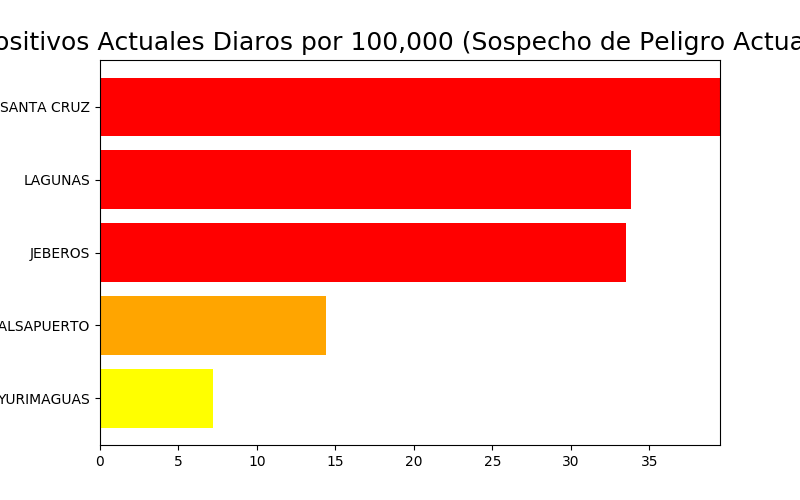 ositivos Actuales Diaros por 100,000 (Sospecho de Peligro Actua
SANTA CRUZ
LAGUNAS
JEBEROS
ALSAPUERTO
YURIMAGUAS
0 5 10 15 20 25 30 35